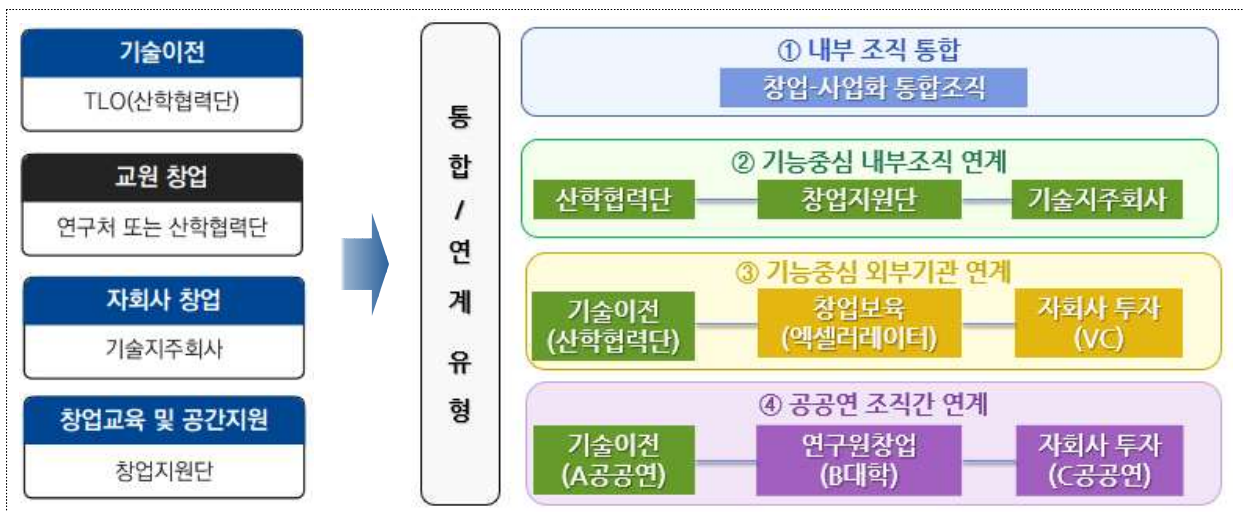 기술이전
TLO(산학협력단)
교원 창업
연구처 또는 산학협력단
자회사 창업
기술지주회사
창업교육 및 공간지원
창업지원단
통
합
/
연
계
유
형
① 내부 조직 통합
창업-사업화 통합조직
② 기능중심 내부조직 연계
산학협력단
창업지원단
기술지주회사
③ 기능중심 외부기관 연계
기술이전
(산학협력단)
창업보육
(엑셀러레이터)
자회사 투자
(VC)
④ 공공연 조직간 연계
기술이전
(A공공연)
연구원창업
(B대학)
자회사 투자
(C공공연)